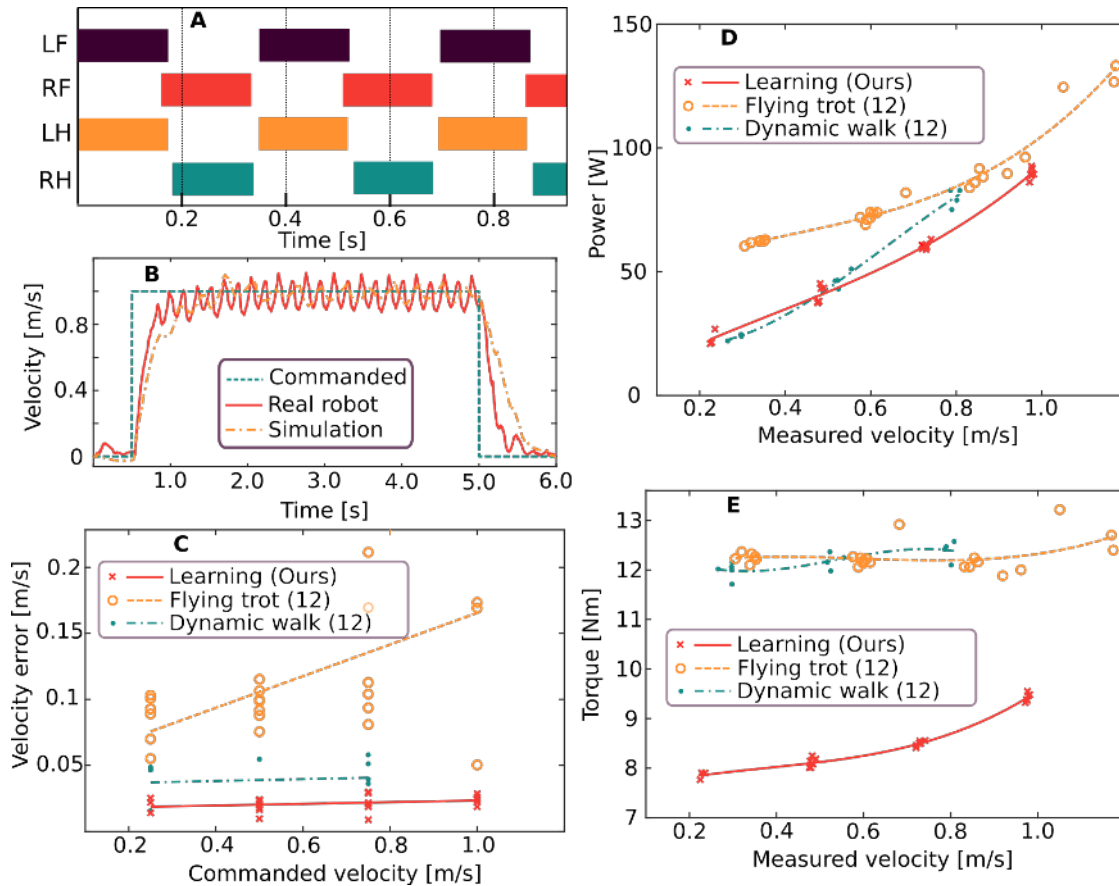 A
LF
RF
LH
RH
0.2 0.4 0.6 0.8
Time [s]
B
Velocity [m/s]
0.8
0.4
0
Commanded
Real robot
Simulation
1.0 2.0 3.0 4.0 5.0 6.0
Time [s]
C
Velocity error [m/s]
0.2
0.15
0.1
0.05
Learning (Ours)
Flying trot (12)
Dynamic walk (12)
0.2 0.4 0.6 0.8 1.0
Commanded velocity [m/s]
D
Power [W]
150
100
50
0
Learning (Ours)
Flying trot (12)
Dynamic walk (12)
0.2 0.4 0.6 0.8 1.0
Measured velocity [m/s]
E
Torque [Nm]
13
12
11
10
9
8
7
Learning (Ours)
Flying trot (12)
Dynamic walk (12)
0.2 0.4 0.6 0.8 1.0
Measured velocity [m/s]